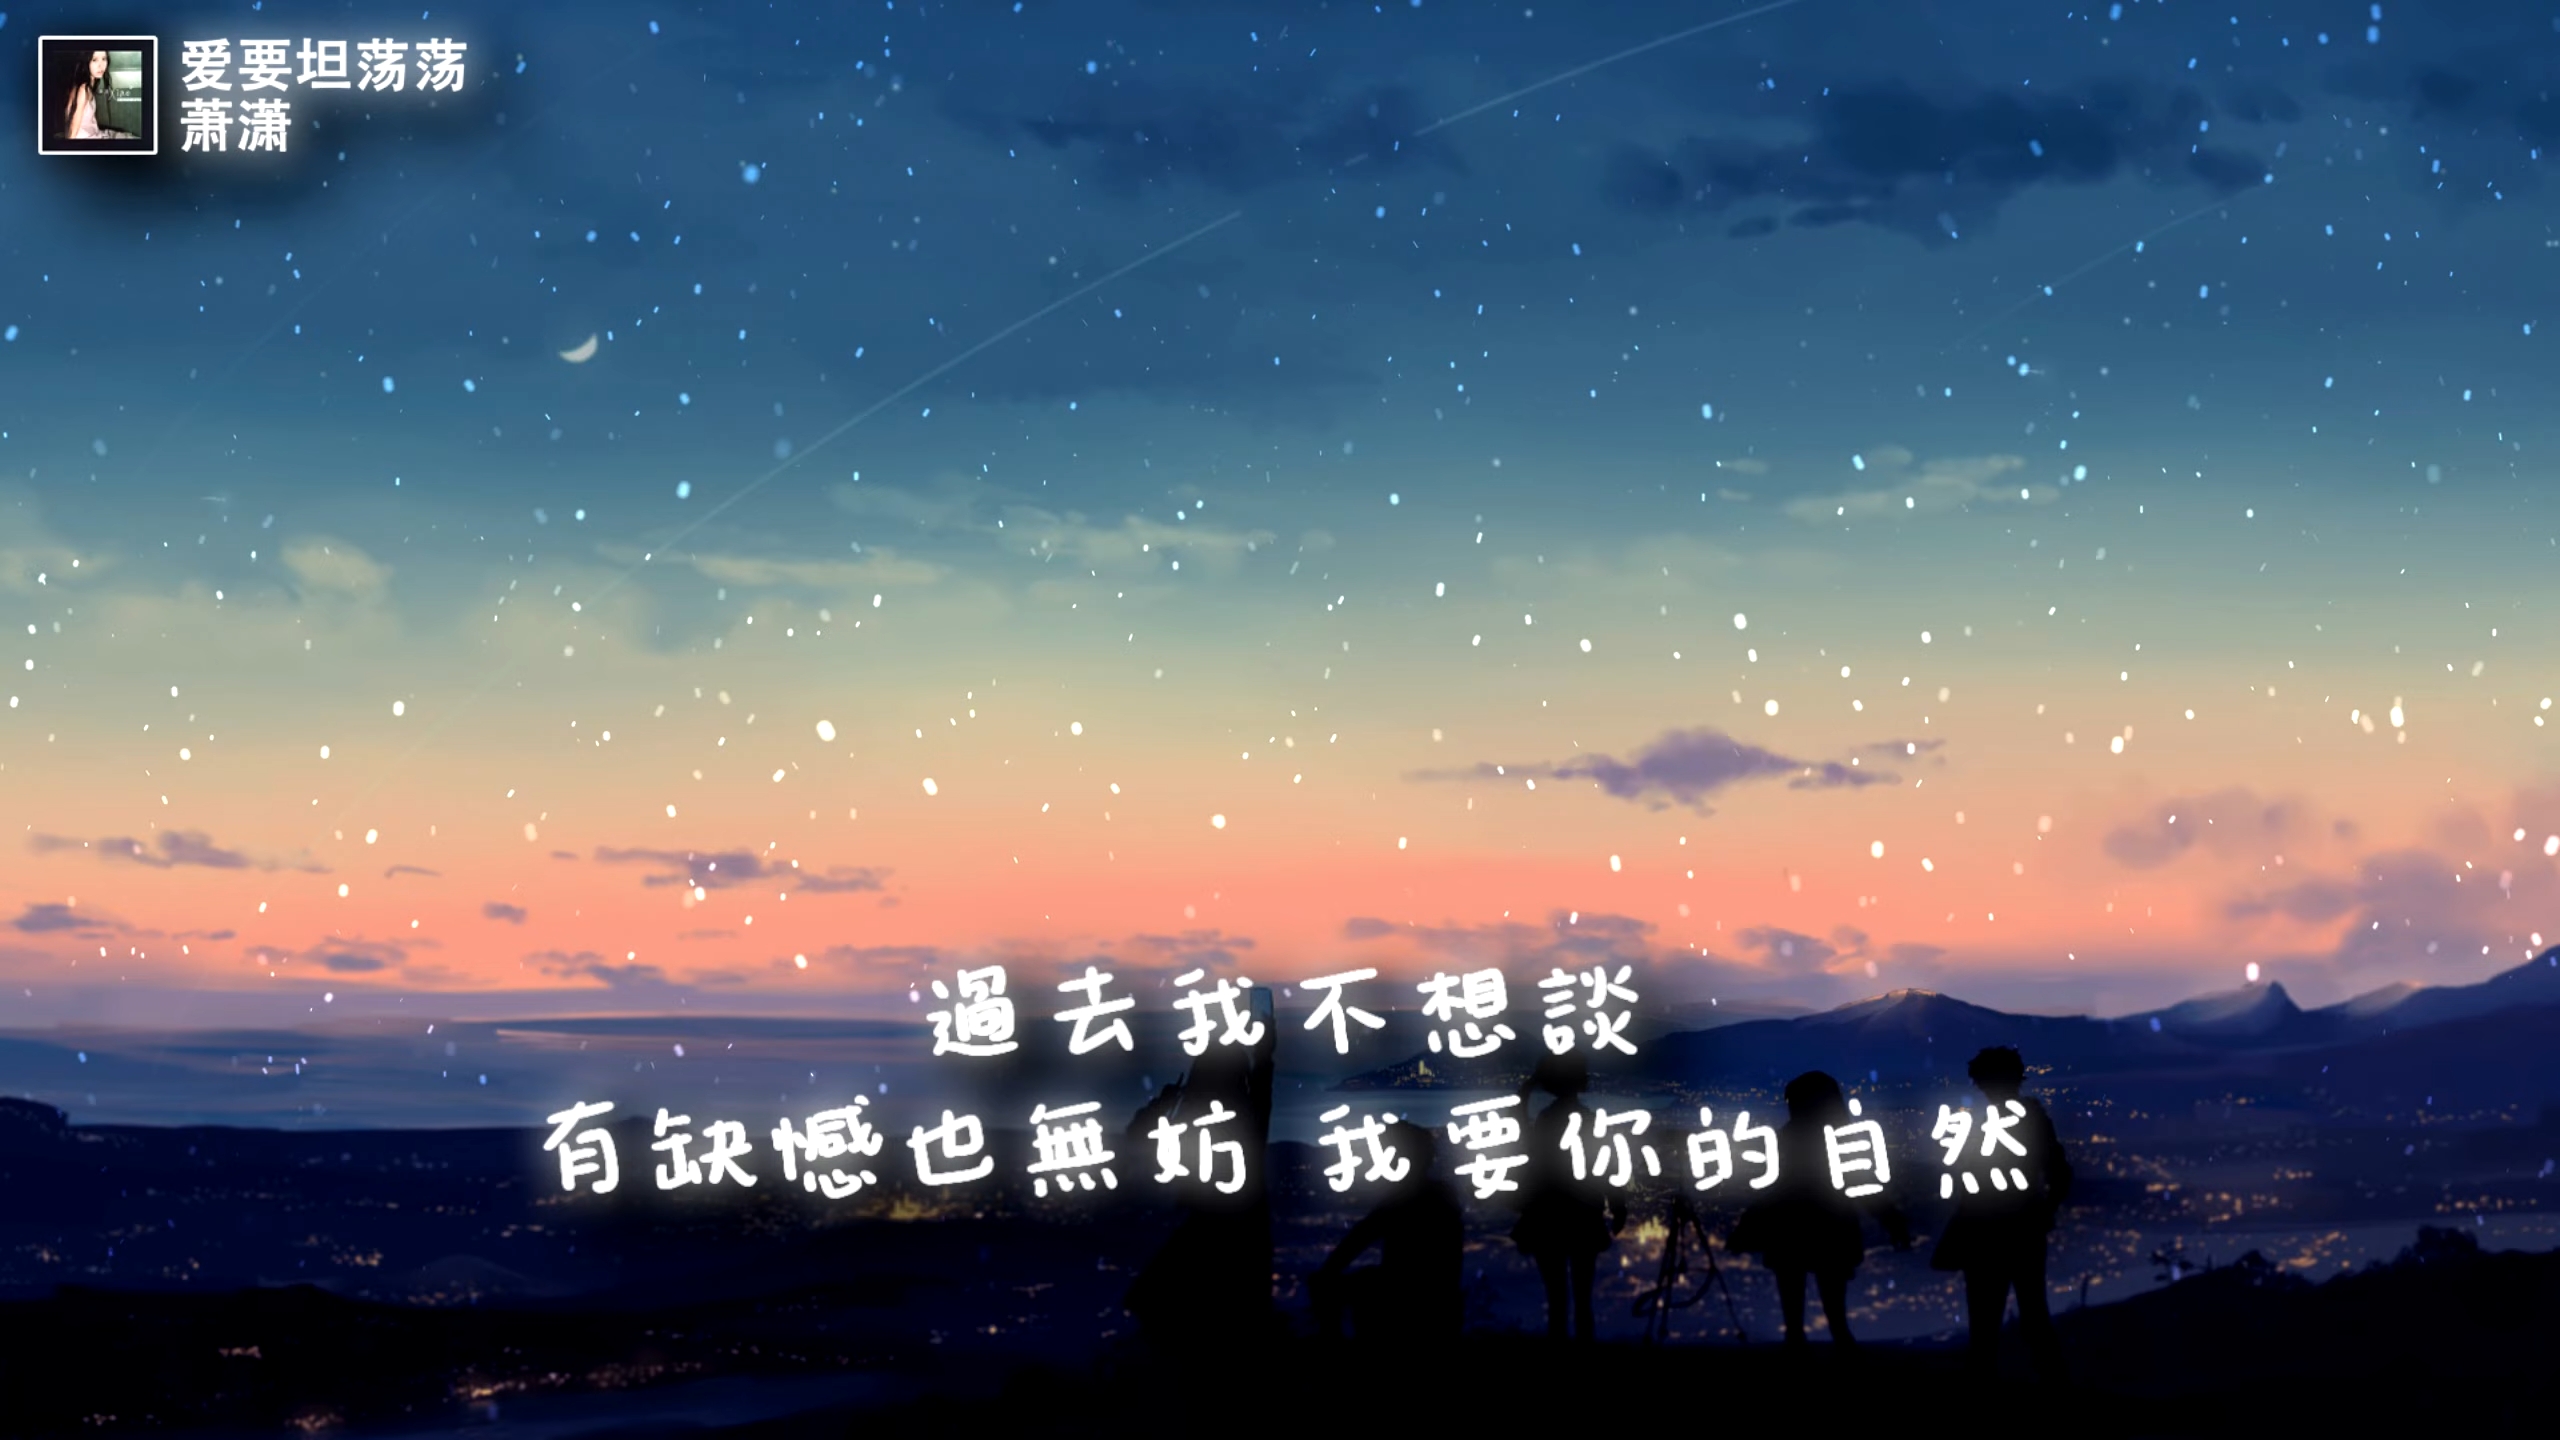 爱要坦荡荡
萧潇
過去我不想談
有缺憾也無妨 我要你的自然